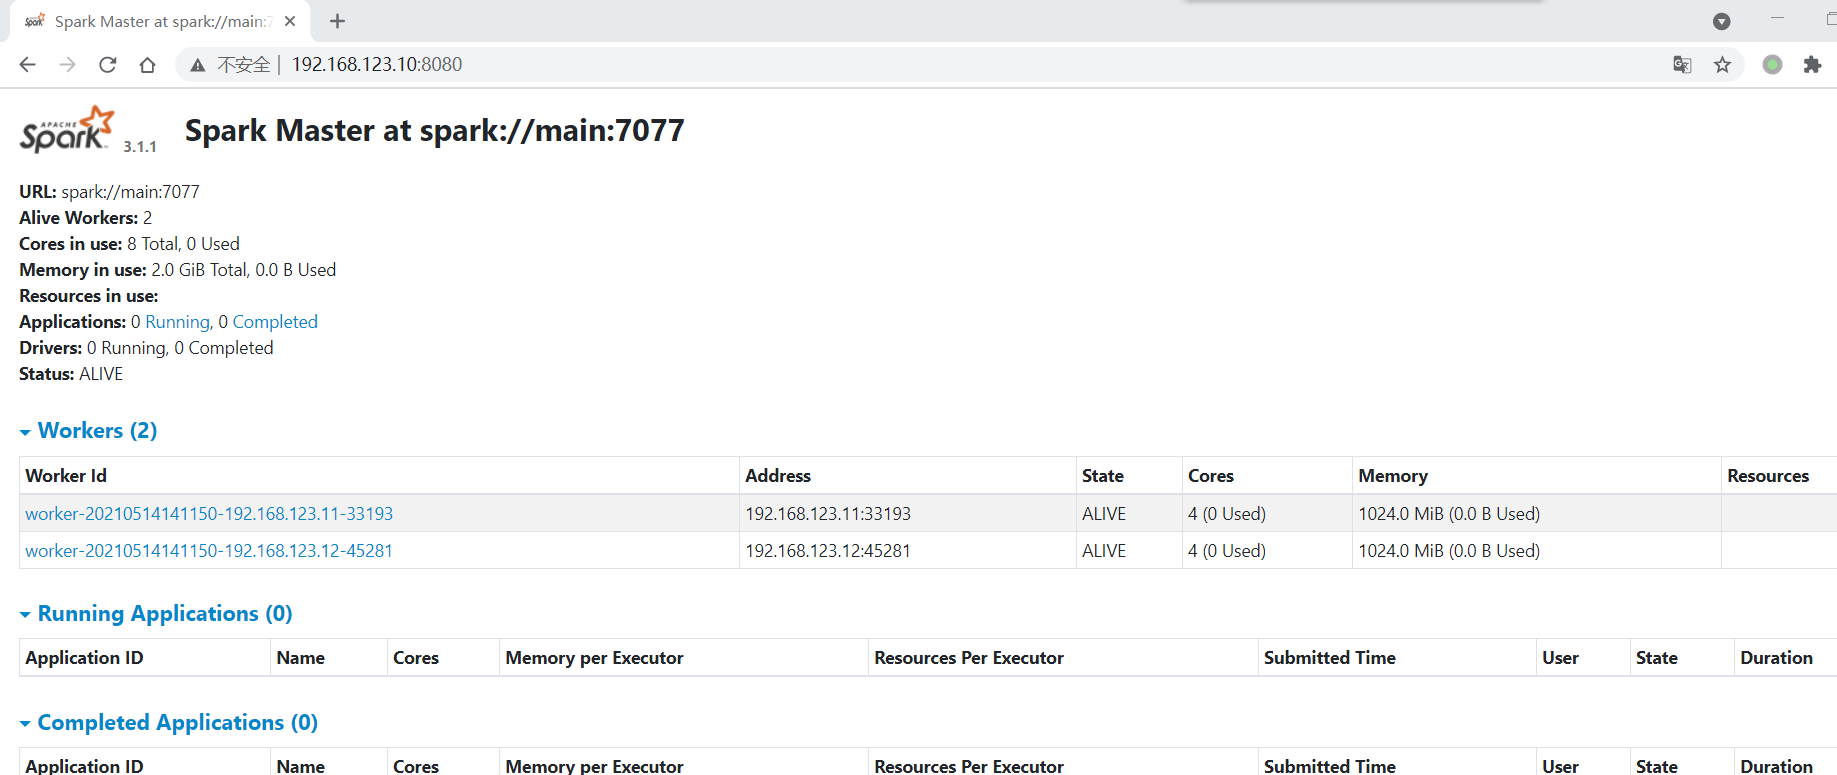 Spark Master at spark://main:7
不安全 | 192.168.123.10:8080
APACHE Spark 3.1.1 Spark Master at spark://main:7077
URL: spark://main:7077
Alive Workers: 2
Cores in use: 8 Total, 0 Used
Memory in use: 2.0 GiB Total, 0.0 B Used
Resources in use:
Applications: 0 Running, 0 Completed
Drivers: 0 Running, 0 Completed
Status: ALIVE
Workers (2)
Worker Id Address State Cores Memory Resources
worker-20210514141150-192.168.123.11-33193 192.168.123.11:33193 ALIVE 4 (0 Used) 1024.0 MiB (0.0 B Used)
worker-20210514141150-192.168.123.12-45281 192.168.123.12:45281 ALIVE 4 (0 Used) 1024.0 MiB (0.0 B Used)
Running Applications (0)
Application ID Name Cores Memory per Executor Resources Per Executor Submitted Time User State Duration
Completed Applications (0)
Application ID Name Cores Memory per Executor Resources Per Executor Submitted Time User State Duration